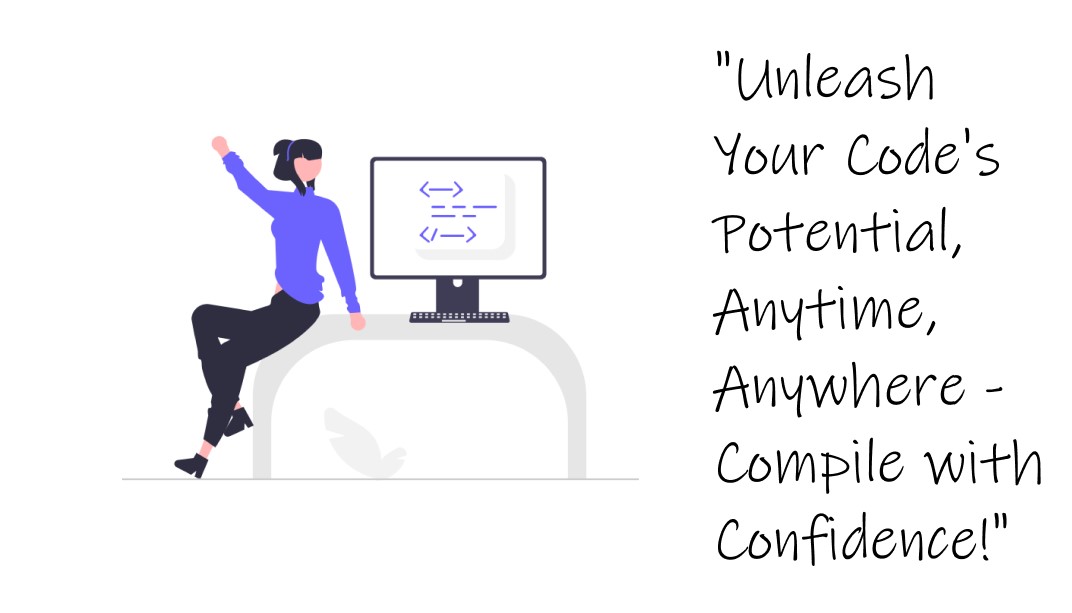 "Unleash
Your Code's
Potential,
Anytime,
Anywhere -
Compile with
Confidence!"